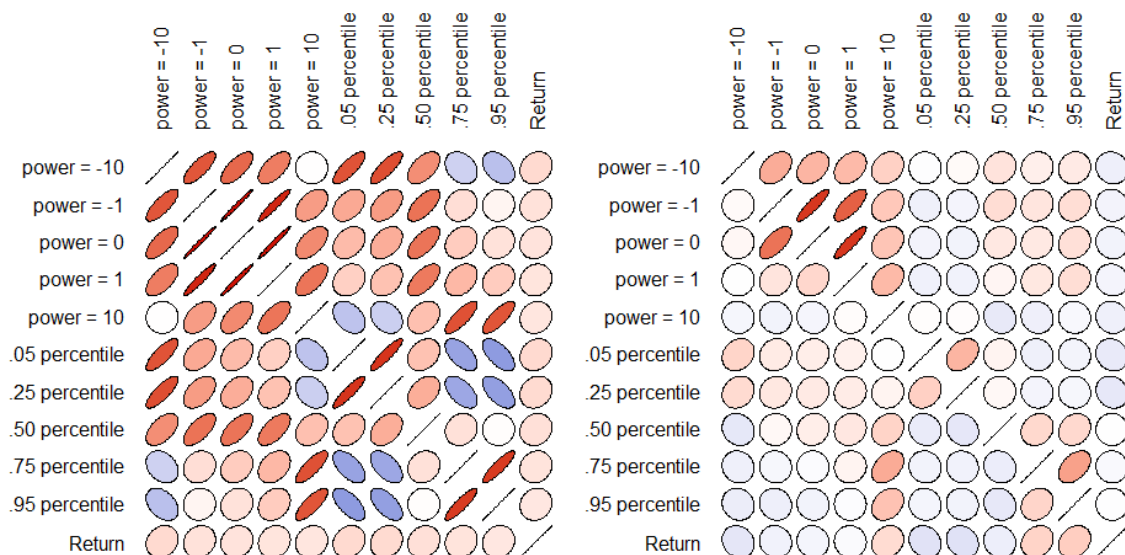 power = -10
power = -1
power = 0
power = 1
power = 10
.05 percentile
.25 percentile
.50 percentile
.75 percentile
.95 percentile
Return
power = -10
power = -1
power = 0
power = 1
power = 10
.05 percentile
.25 percentile
.50 percentile
.75 percentile
.95 percentile
Return
power = -10
power = -1
power = 0
power = 1
power = 10
.05 percentile
.25 percentile
.50 percentile
.75 percentile
.95 percentile
Return
power = -10
power = -1
power = 0
power = 1
power = 10
.05 percentile
.25 percentile
.50 percentile
.75 percentile
.95 percentile
Return